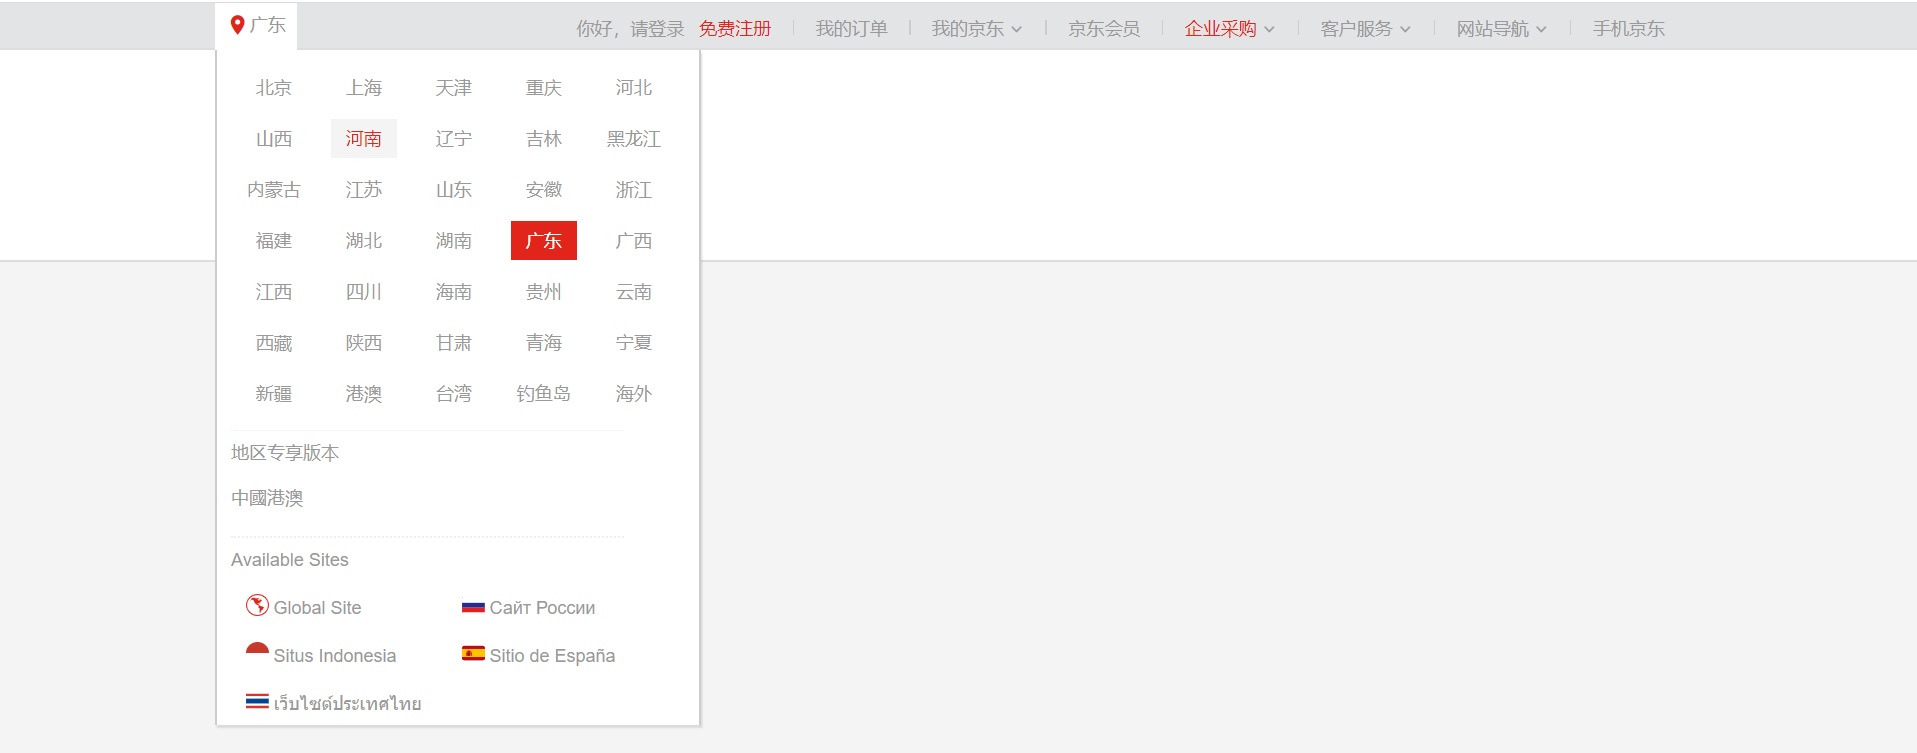 广东 你好，请登录 免费注册 我的订单 我的京东 京东会员 企业采购 客户服务 网站导航 手机京东
北京 上海 天津 重庆 河北
山西 河南 辽宁 吉林 黑龙江
内蒙古 江苏 山东 安徽 浙江
福建 湖北 湖南 广东 广西
江西 四川 海南 贵州 云南
西藏 陕西 甘肃 青海 宁夏
新疆 港澳 台湾 钓鱼岛 海外
地区专享版本
中國港澳
Available Sites
Global Site Сайт России
Situs Indonesia Sitio de España
เว็บไซต์ประเทศไทย